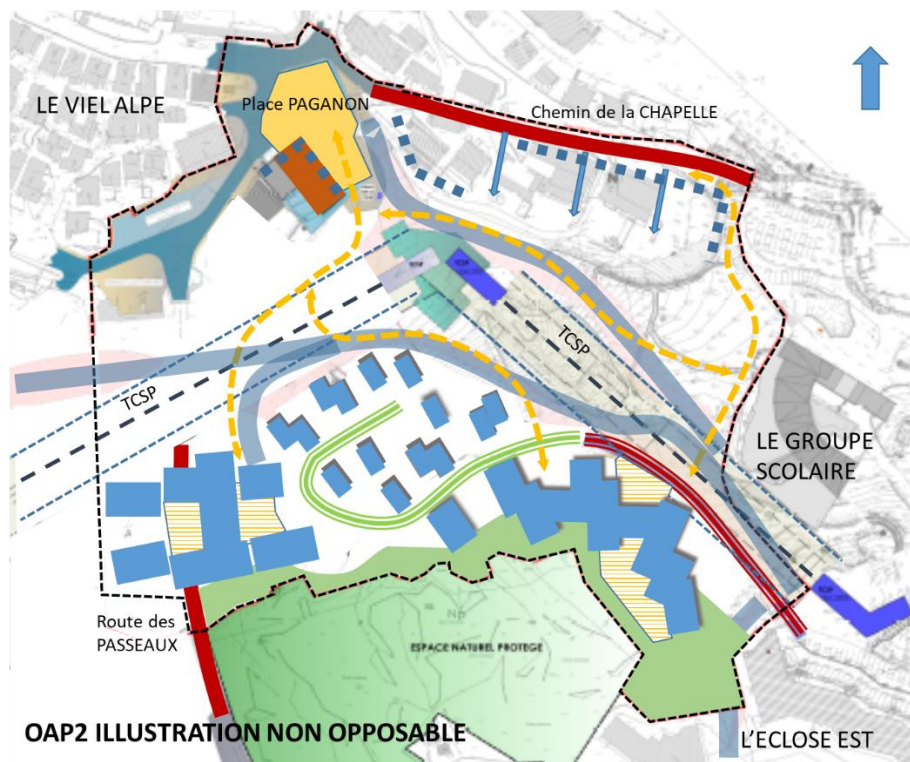 LE VIEL ALPE
Place PAGANON
Chemin de la CHAPELLE
TCSP
TCSP
LE GROUPE
SCOLAIRE
Route des
PASSEAUX
Np
ESPACE NATUREL PROTEGE
OAP2 ILLUSTRATION NON OPPOSABLE
L'ECLOSE EST